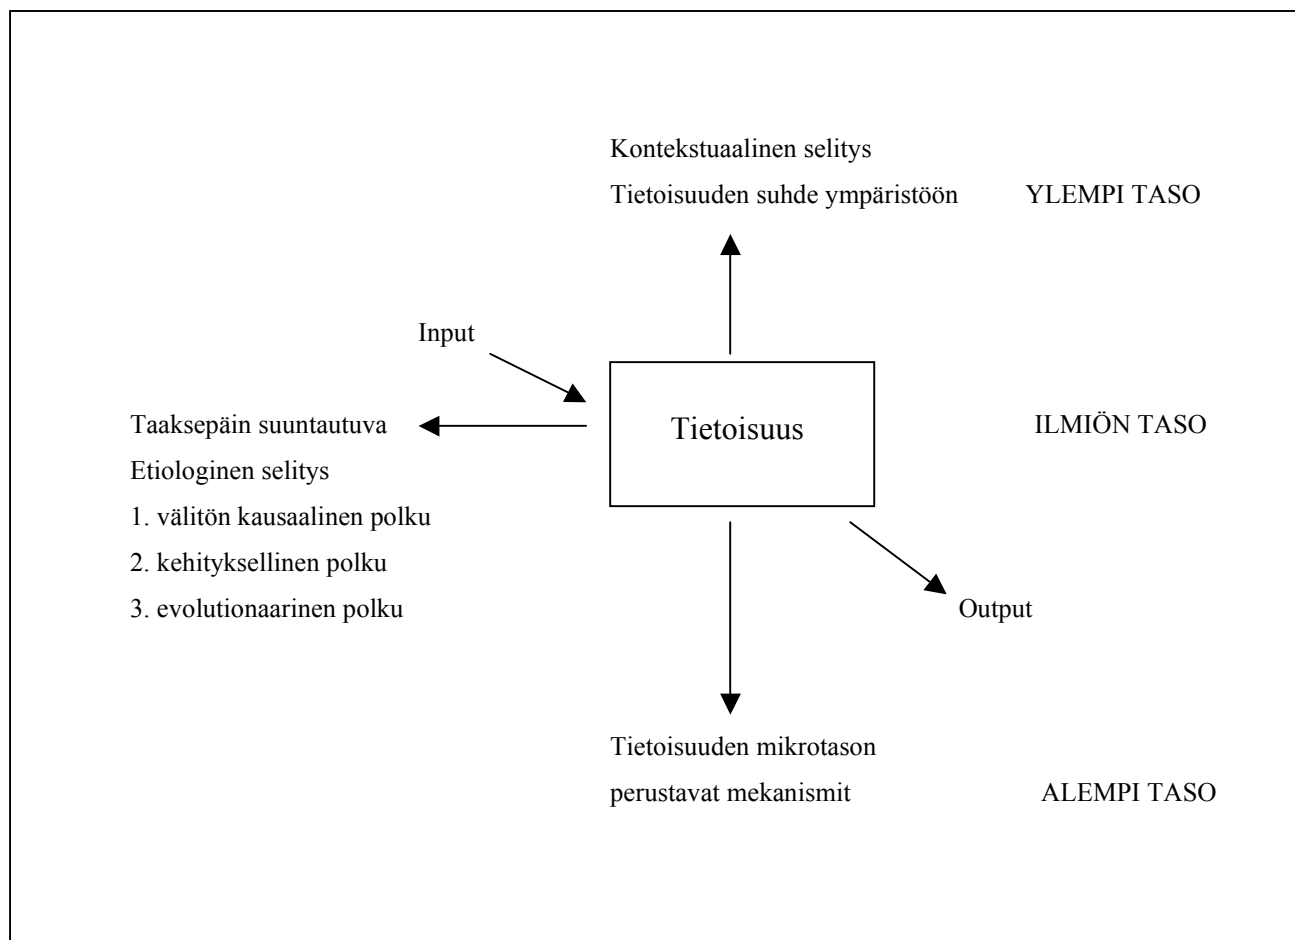 Kontekstuaalinen selitys
Tietoisuuden suhde ympäristöön YLEMPI TASO
Input
Taaksepäin suuntautuva Tietoisuus ILMIÖN TASO
Etiologinen selitys
1. välitön kausaalinen polku
2. kehityksellinen polku
3. evolutionaarinen polku Output
Tietoisuuden mikrotason
perustavat mekanismit ALEMPI TASO